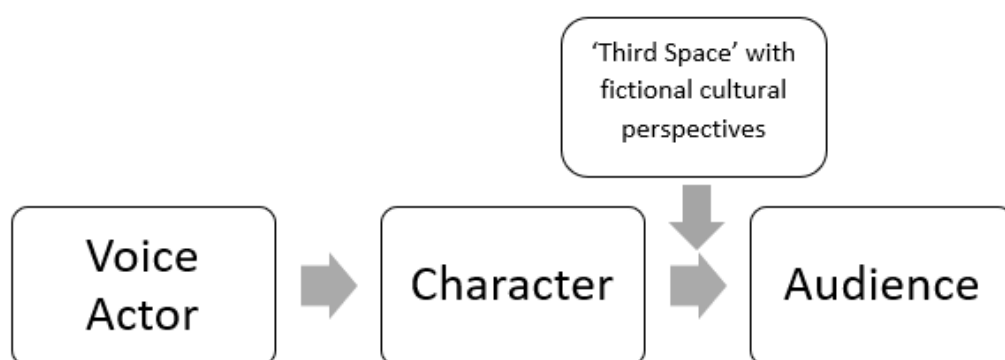 ‘Third Space’ with
fictional cultural
perspectives
Voice
Actor
Character
Audience